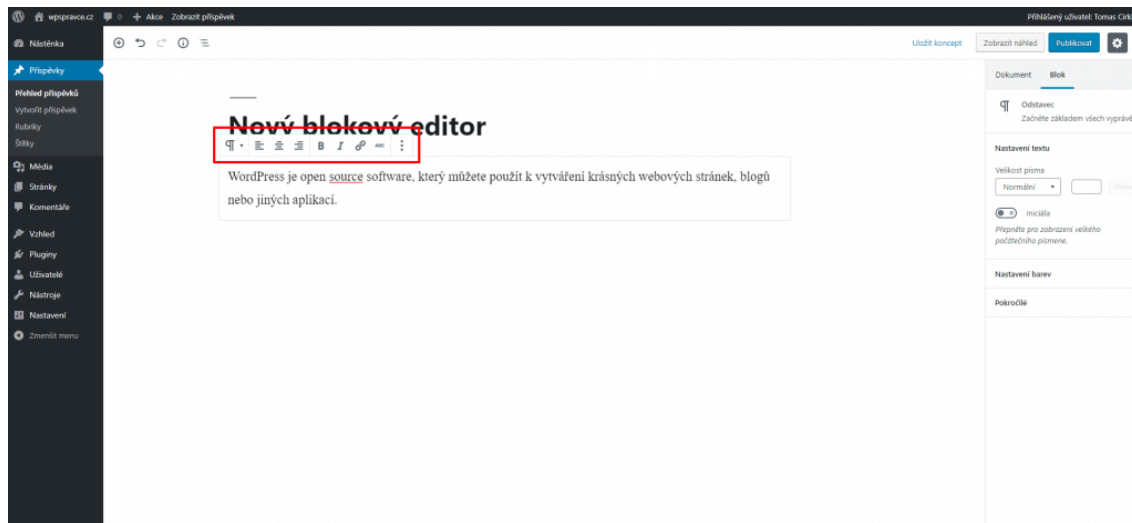 wpspravce.cz 0 + Akce Zobrazit příspěvek
Přihlášený uživatel: Tomas Cirkl
Nástěnka
Příspěvky
Přehled příspěvků
Vytvořit příspěvek
Rubriky
Štítky
Média
Stránky
Komentáře
Vzhled
Pluginy
Uživatelé
Nástroje
Nastavení
Zmenšit menu
Uložit koncept Zobrazit náhled Publikovat
Nový blokový editor
B I ABC
WordPress je open source software, který můžete použít k vytváření krásných webových stránek, blogů
nebo jiných aplikací.
Dokument Blok
Odstavec
Začněte základem všech vyprávě
Nastavení textu
Velikost písma
Normální
Iniciála
Přepněte pro zobrazení velkého
počátečního písmene.
Nastavení barev
Pokročilé